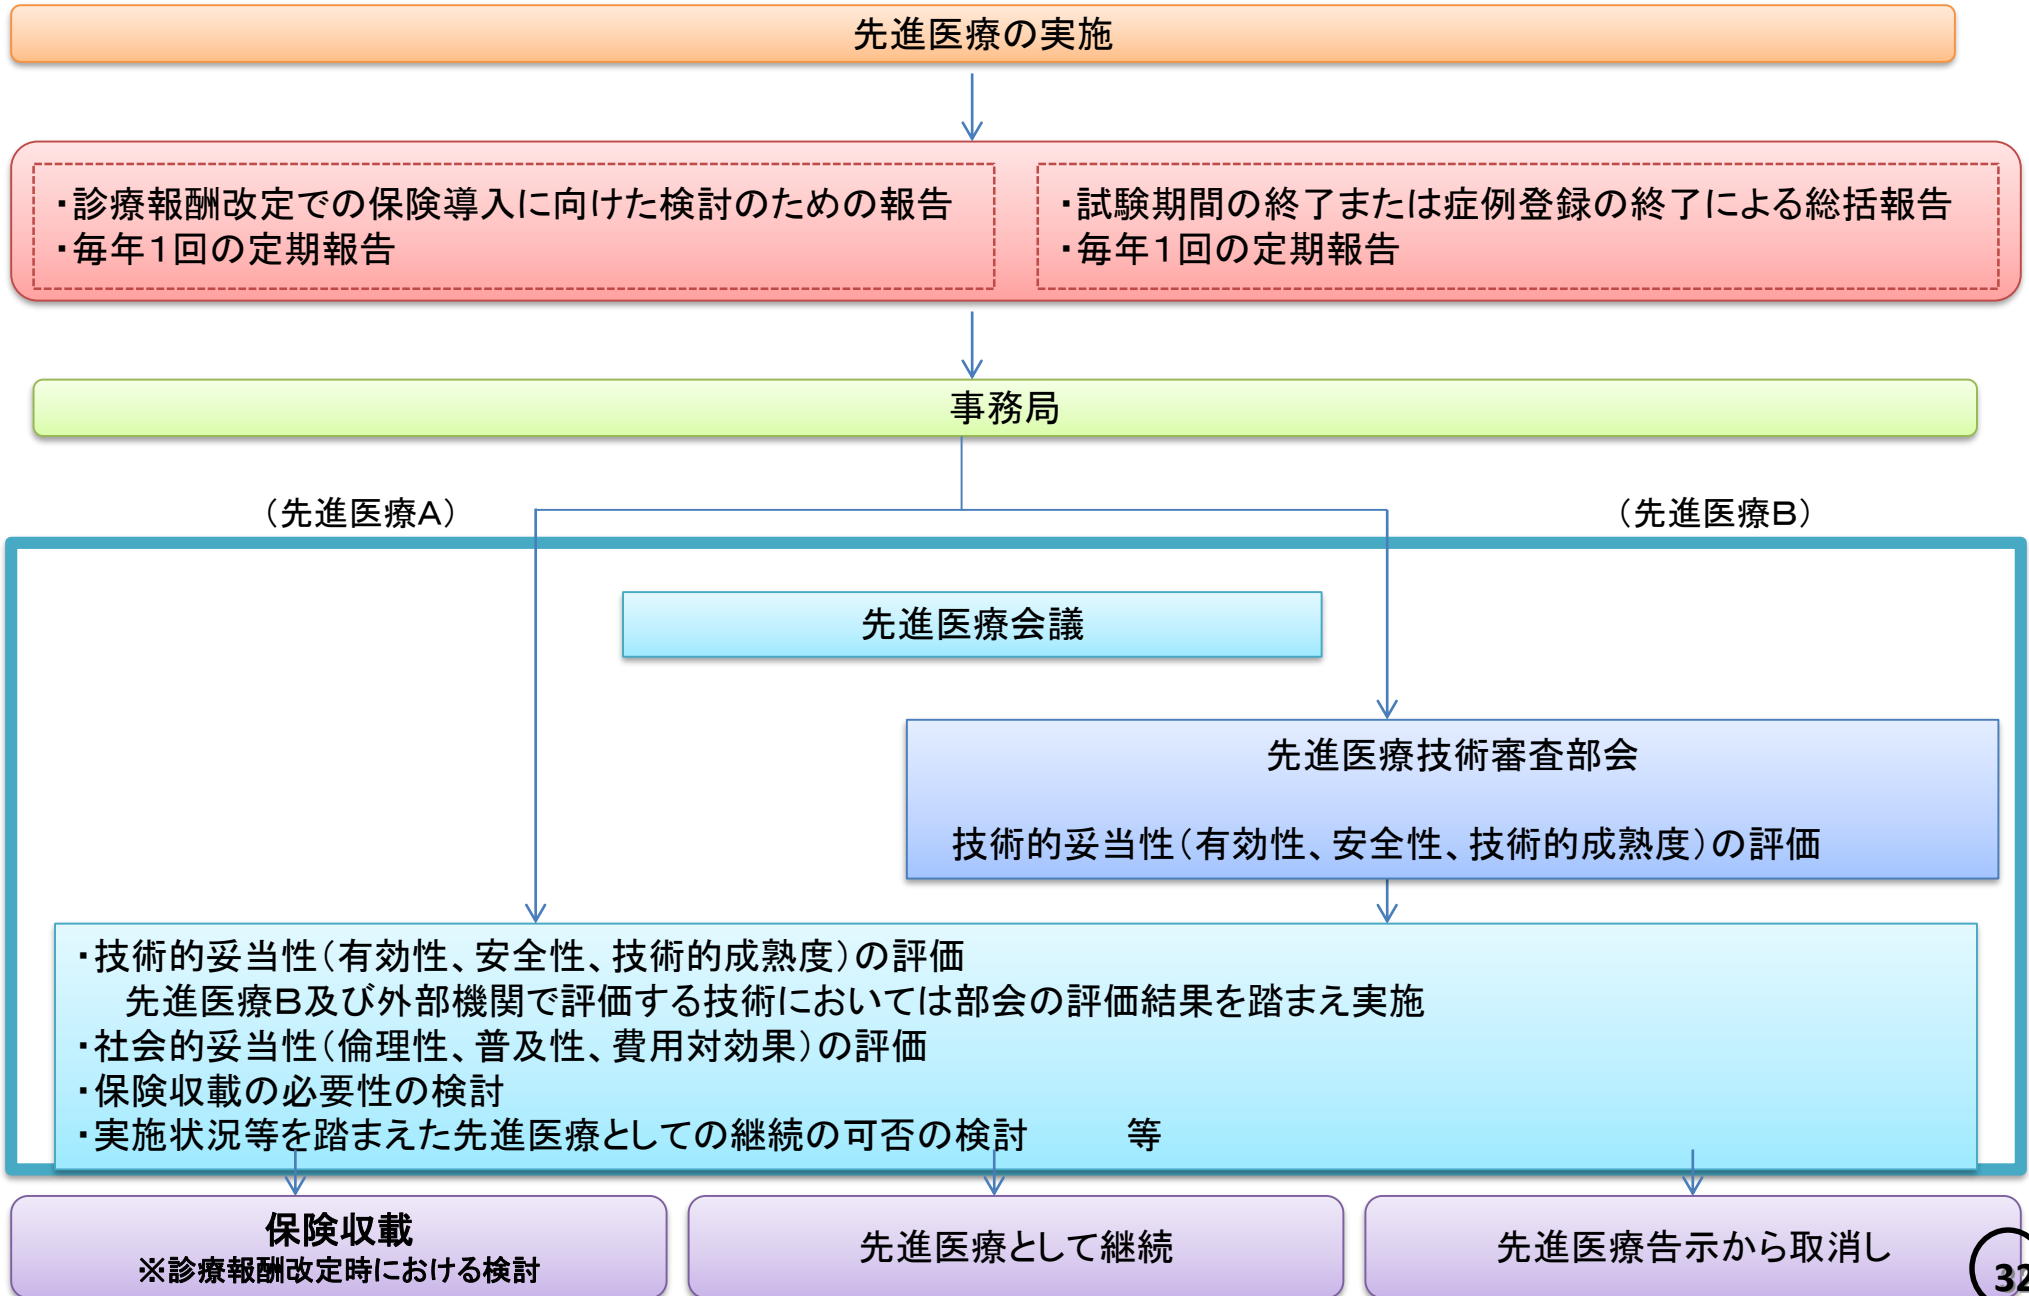 先進医療の実施
・診療報酬改定での保険導入に向けた検討のための報告
・毎年１回の定期報告
・試験期間の終了または症例登録の終了による総括報告
・毎年１回の定期報告
事務局
（先進医療Ａ）
（先進医療Ｂ）
先進医療会議
先進医療技術審査部会
技術的妥当性（有効性、安全性、技術的成熟度）の評価
・技術的妥当性（有効性、安全性、技術的成熟度）の評価
先進医療Ｂ及び外部機関で評価する技術においては部会の評価結果を踏まえ実施
・社会的妥当性（倫理性、普及性、費用対効果）の評価
・保険収載の必要性の検討
・実施状況等を踏まえた先進医療としての継続の可否の検討　　等
保険収載
※診療報酬改定時における検討
先進医療として継続
先進医療告示から取消し
32